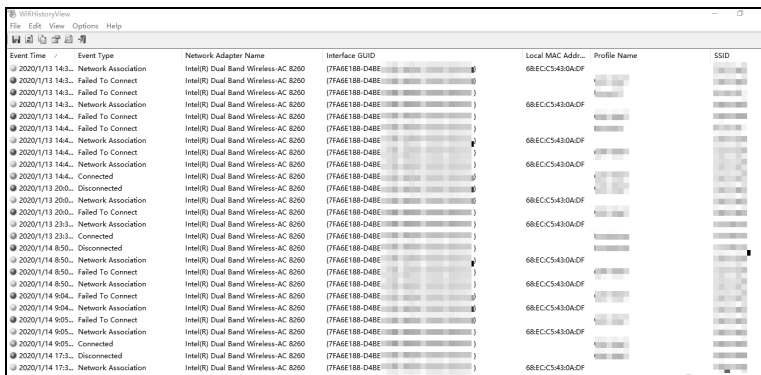 WifiHistoryView
File Edit View Options Help
Event Time / Event Type Network Adapter Name Interface GUID Local MAC Addr... Profile Name SSID
2020/1/13 14:3... Network Association Intel(R) Dual Band Wireless-AC 8260 {7FA6E188-D4BE } 68:EC:C5:43:0A:DF
2020/1/13 14:3... Failed To Connect Intel(R) Dual Band Wireless-AC 8260 {7FA6E188-D4BE }
2020/1/13 14:3... Failed To Connect Intel(R) Dual Band Wireless-AC 8260 {7FA6E188-D4BE }
2020/1/13 14:3... Network Association Intel(R) Dual Band Wireless-AC 8260 {7FA6E188-D4BE } 68:EC:C5:43:0A:DF
2020/1/13 14:4... Failed To Connect Intel(R) Dual Band Wireless-AC 8260 {7FA6E188-D4BE }
2020/1/13 14:4... Failed To Connect Intel(R) Dual Band Wireless-AC 8260 {7FA6E188-D4BE }
2020/1/13 14:4... Network Association Intel(R) Dual Band Wireless-AC 8260 {7FA6E188-D4BE } 68:EC:C5:43:0A:DF
2020/1/13 14:4... Failed To Connect Intel(R) Dual Band Wireless-AC 8260 {7FA6E188-D4BE }
2020/1/13 14:4... Network Association Intel(R) Dual Band Wireless-AC 8260 {7FA6E188-D4BE } 68:EC:C5:43:0A:DF
2020/1/13 14:4... Connected Intel(R) Dual Band Wireless-AC 8260 {7FA6E188-D4BE }
2020/1/13 20:0... Disconnected Intel(R) Dual Band Wireless-AC 8260 {7FA6E188-D4BE }
2020/1/13 20:0... Network Association Intel(R) Dual Band Wireless-AC 8260 {7FA6E188-D4BE } 68:EC:C5:43:0A:DF
2020/1/13 20:0... Failed To Connect Intel(R) Dual Band Wireless-AC 8260 {7FA6E188-D4BE }
2020/1/13 23:3... Network Association Intel(R) Dual Band Wireless-AC 8260 {7FA6E188-D4BE } 68:EC:C5:43:0A:DF
2020/1/13 23:3... Connected Intel(R) Dual Band Wireless-AC 8260 {7FA6E188-D4BE }
2020/1/14 8:50... Disconnected Intel(R) Dual Band Wireless-AC 8260 {7FA6E188-D4BE }
2020/1/14 8:50... Network Association Intel(R) Dual Band Wireless-AC 8260 {7FA6E188-D4BE } 68:EC:C5:43:0A:DF
2020/1/14 8:50... Failed To Connect Intel(R) Dual Band Wireless-AC 8260 {7FA6E188-D4BE }
2020/1/14 8:50... Network Association Intel(R) Dual Band Wireless-AC 8260 {7FA6E188-D4BE } 68:EC:C5:43:0A:DF
2020/1/14 9:04... Failed To Connect Intel(R) Dual Band Wireless-AC 8260 {7FA6E188-D4BE }
2020/1/14 9:04... Network Association Intel(R) Dual Band Wireless-AC 8260 {7FA6E188-D4BE } 68:EC:C5:43:0A:DF
2020/1/14 9:05... Failed To Connect Intel(R) Dual Band Wireless-AC 8260 {7FA6E188-D4BE }
2020/1/14 9:05... Network Association Intel(R) Dual Band Wireless-AC 8260 {7FA6E188-D4BE } 68:EC:C5:43:0A:DF
2020/1/14 9:05... Connected Intel(R) Dual Band Wireless-AC 8260 {7FA6E188-D4BE }
2020/1/14 17:3... Disconnected Intel(R) Dual Band Wireless-AC 8260 {7FA6E188-D4BE }
2020/1/14 17:3... Network Association Intel(R) Dual Band Wireless-AC 8260 {7FA6E188-D4BE } 68:EC:C5:43:0A:DF